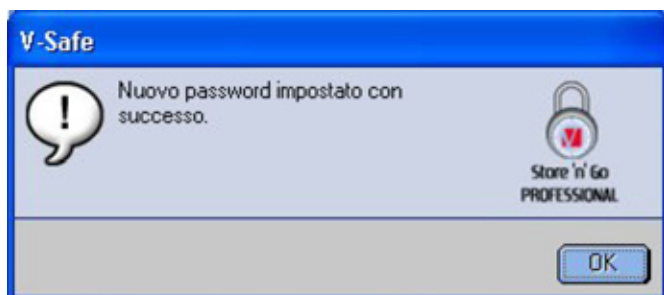 V-Safe
Nuovo password impostato con
successo.
Store 'n' Go
PROFESSIONAL
OK